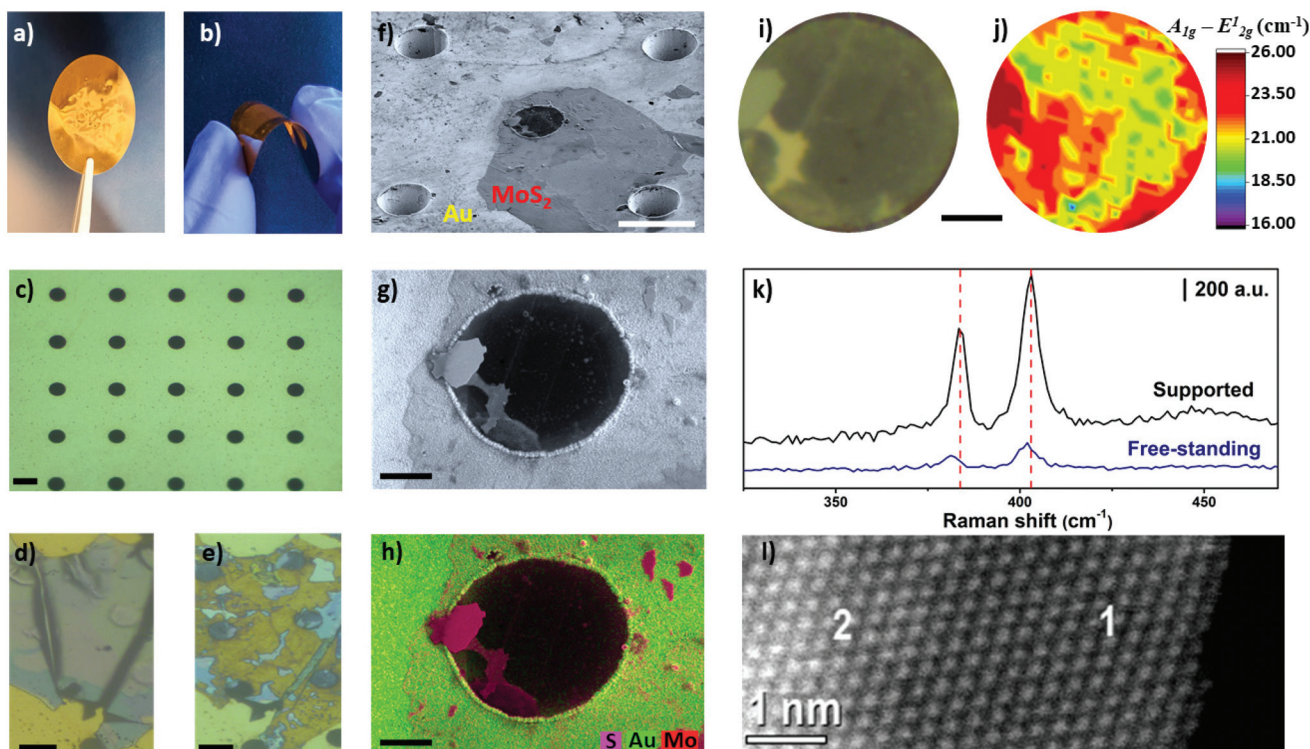 a)
b)
f)
MoS2
Au
i)
j)
A1g – E12g (cm-1)
26.00
23.50
21.00
18.50
16.00
c)
g)
k)
200 a.u.
Supported
Free-standing
350
400
450
Raman shift (cm-1)
d)
e)
h)
S Au Mo
l)
2
1
1 nm